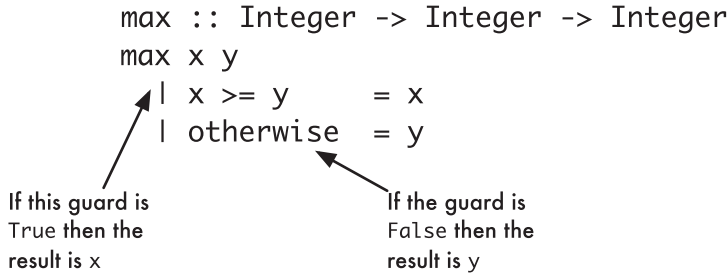 max :: Integer -> Integer -> Integer
max x y
| x >= y = x
| otherwise = y
If this guard is
True then the
result is x
If the guard is
False then the
result is y